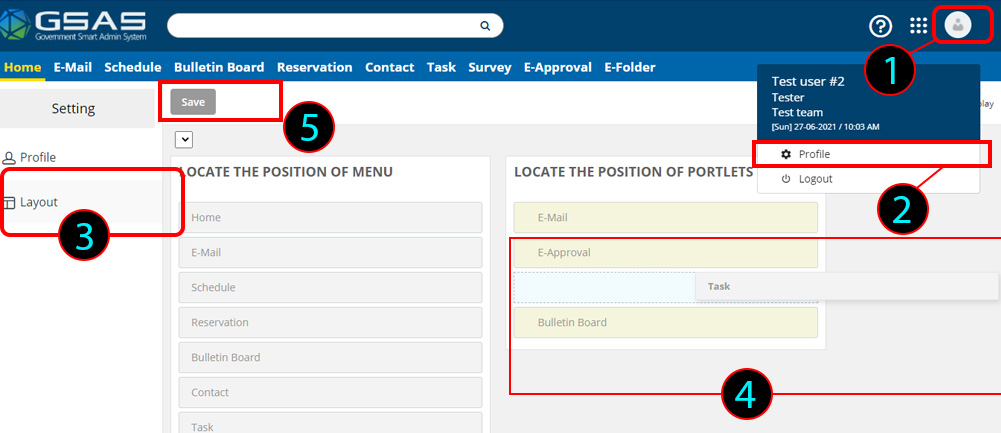 GSAS
Government Smart Admin System
1
Home E-Mail Schedule Bulletin Board Reservation Contact Task Survey E-Approval E-Folder
Test user #2
Tester
Test team
[Sun] 27-06-2021 / 10:03 AM
Profile
Logout
2
Setting
Profile
Layout
3
Save
5
LOCATE THE POSITION OF MENU
Home
E-Mail
Schedule
Reservation
Bulletin Board
Contact
Task
LOCATE THE POSITION OF PORTLETS
E-Mail
E-Approval
Task
Bulletin Board
4